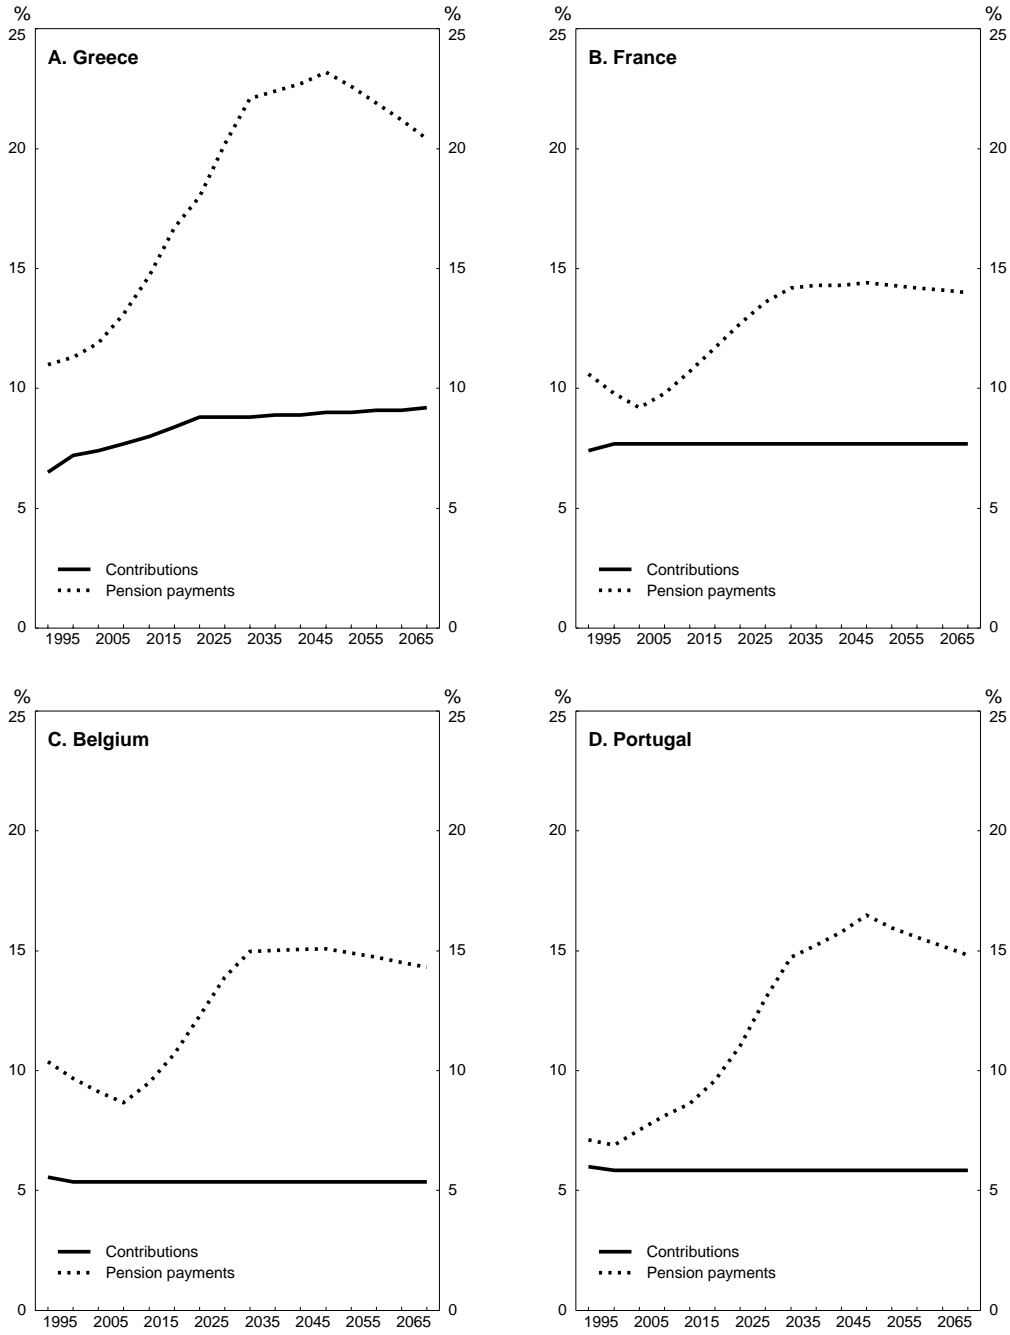 % % % %
25 25 25 25
A. Greece B. France
20 20 20 20
15 15 15 15
10 10 10 10
5 5 5 5
Contributions Contributions
Pension payments Pension payments
0 0 0 0
1995 2005 2015 2025 2035 2045 2055 2065 1995 2005 2015 2025 2035 2045 2055 2065
% % % %
25 25 25 25
C. Belgium D. Portugal
20 20 20 20
15 15 15 15
10 10 10 10
5 5 5 5
Contributions Contributions
Pension payments Pension payments
0 0 0 0
1995 2005 2015 2025 2035 2045 2055 2065 1995 2005 2015 2025 2035 2045 2055 2065